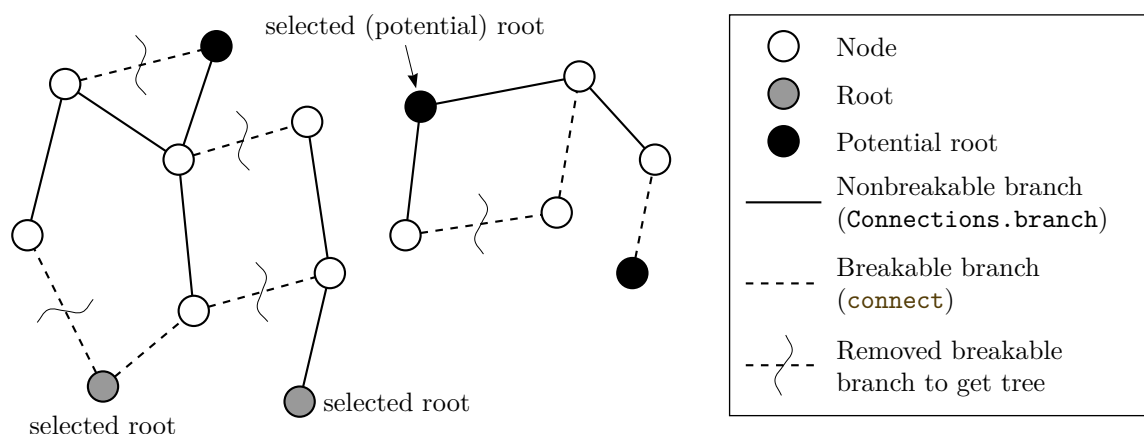 selected (potential) root
selected root
selected root
Node
Root
Potential root
Nonbreakable branch
(Connections.branch)
Breakable branch
(connect)
Removed breakable
branch to get tree